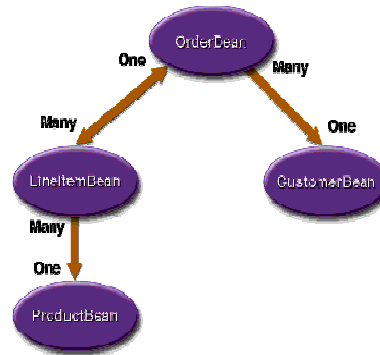 OrderBean
One
Many
Many
One
LineItemBean
CustomerBean
Many
One
ProductBean